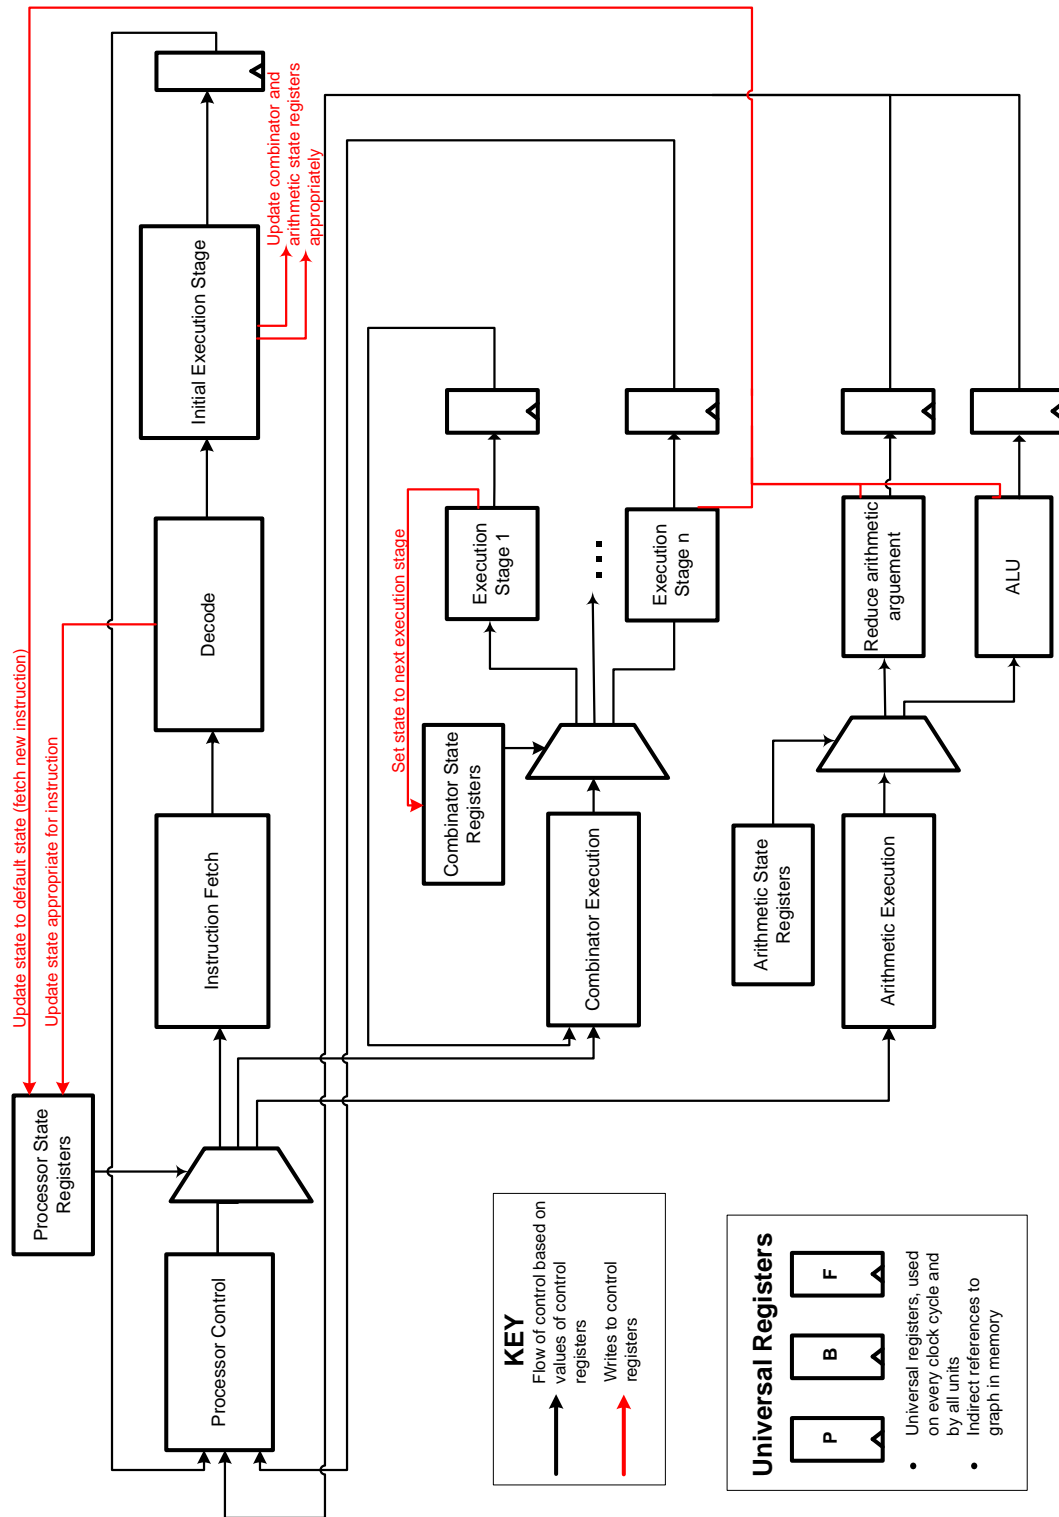 Update state to default state (fetch new instruction)
Update state appropriate for instruction
Processor State
Registers
Processor Control
Instruction Fetch
Decode
Initial Execution Stage
Update combinator and
arithmetic state registers
appropriately
Set state to next execution stage
Combinator State
Registers
Combinator Execution
Execution
Stage 1
...
Execution
Stage n
Arithmetic State
Registers
Arithmetic Execution
Reduce arithmetic
arguement
ALU
KEY
Flow of control based on
values of control
registers
Writes to control
registers
Universal Registers
P
B
F
• Universal registers, used
on every clock cycle and
by all units
• Indirect references to
graph in memory